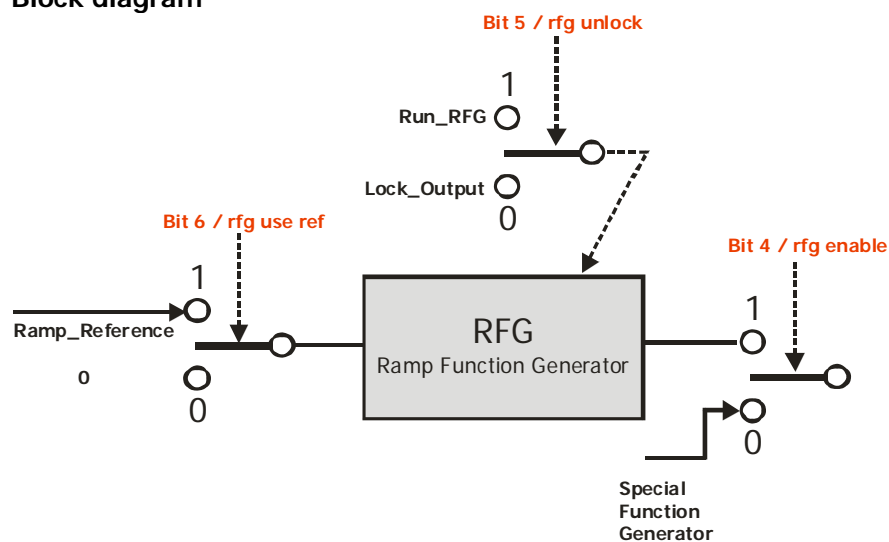 Block diagram
Bit 5 / rfg unlock
1
Run_RFG
Lock_Output
0
Bit 6 / rfg use ref
Bit 4 / rfg enable
1
Ramp_Reference
0
0
RFG
Ramp Function Generator
1
0
Special
Function
Generator